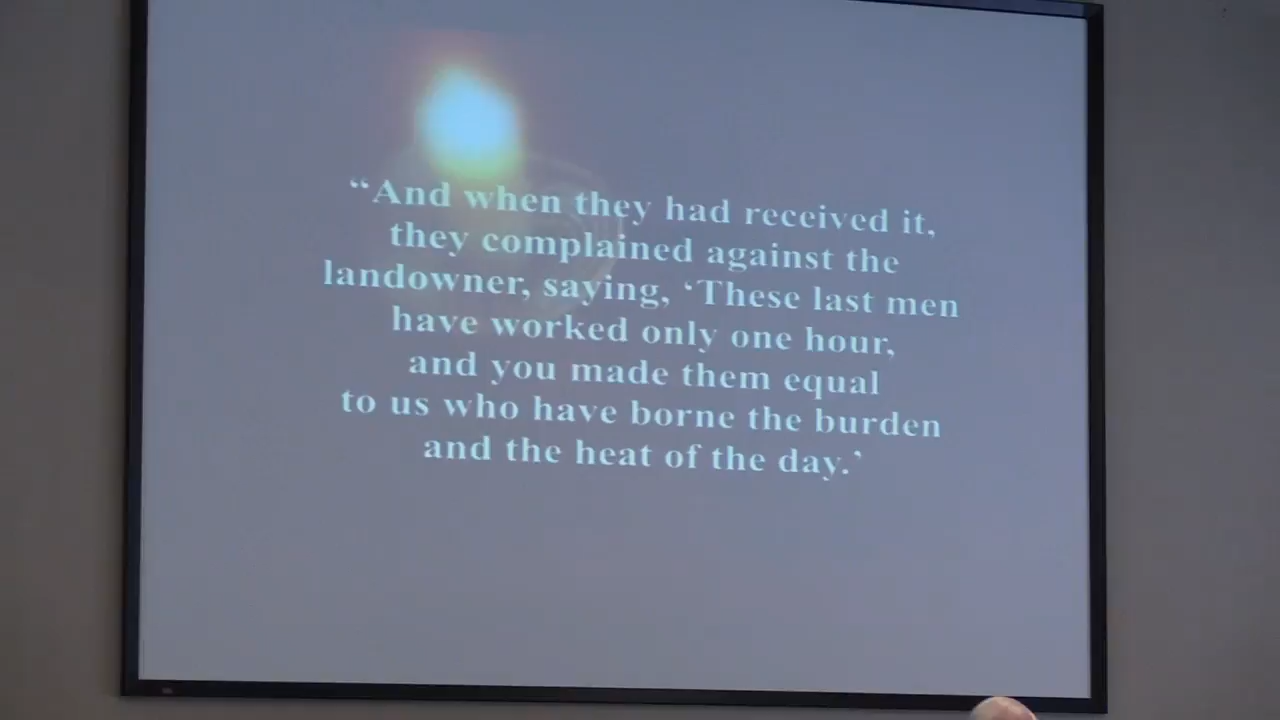 “And when they had received it,
they complained against the
landowner, saying, ‘These last men
have worked only one hour,
and you made them equal
to us who have borne the burden
and the heat of the day.’